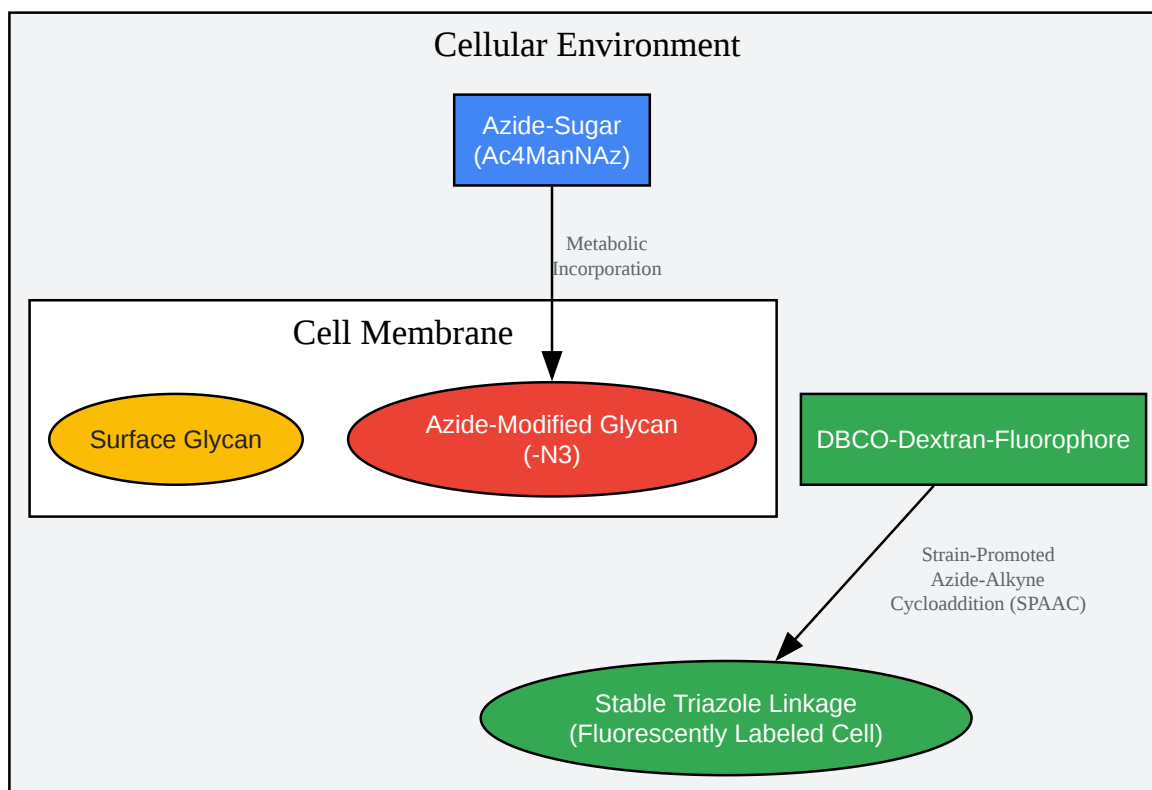 Cellular Environment
Azide-Sugar
(Ac4ManNAz)
Metabolic
Incorporation
Cell Membrane
Surface Glycan
Azide-Modified Glycan
(-N3)
DBCO-Dextran-Fluorophore
Strain-Promoted
Azide-Alkyne
Cycloaddition (SPAAC)
Stable Triazole Linkage
(Fluorescently Labeled Cell)